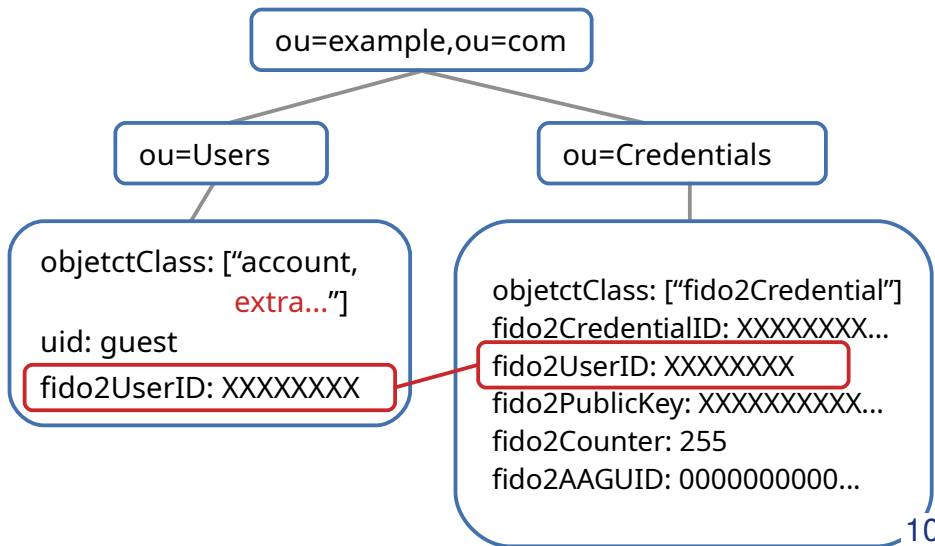 ou=example,ou=com
ou=Users
ou=Credentials
objetctClass: [“account,
extra...”]
uid: guest
fido2UserID: XXXXXXXX
objetctClass: [“fido2Credential”]
fido2CredentialID: XXXXXXXX...
fido2UserID: XXXXXXXX
fido2PublicKey: XXXXXXXXXX...
fido2Counter: 255
fido2AAGUID: 0000000000...
10